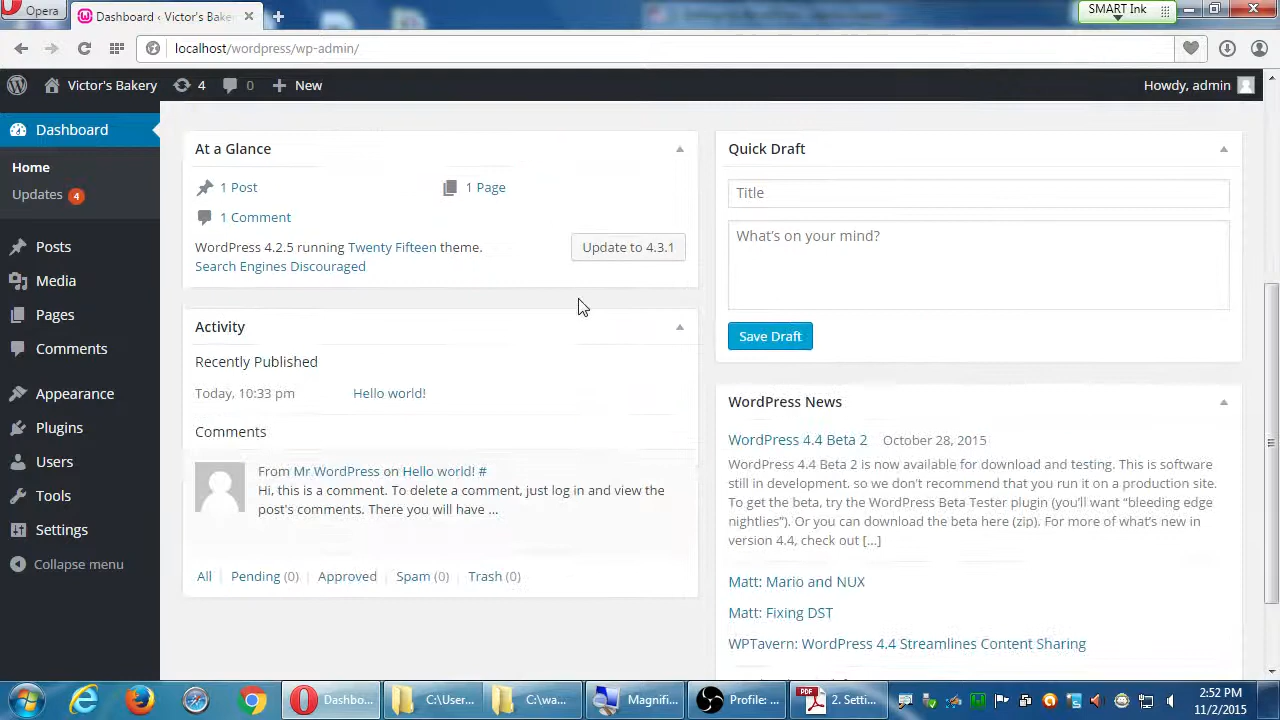 Opera
Dashboard ‹ Victor's Baker
SMART Ink
localhost/wordpress/wp-admin/
Victor's Bakery
4
0
New
Howdy, admin
Dashboard
Home
Updates 4
Posts
Media
Pages
Comments
Appearance
Plugins
Users
Tools
Settings
Collapse menu
At a Glance
1 Post
1 Page
1 Comment
WordPress 4.2.5 running Twenty Fifteen theme.
Update to 4.3.1
Search Engines Discouraged
Activity
Recently Published
Today, 10:33 pm
Hello world!
Comments
From Mr WordPress on Hello world! #
Hi, this is a comment. To delete a comment, just log in and view the
post's comments. There you will have ...
All
Pending (0)
Approved
Spam (0)
Trash (0)
Quick Draft
Title
What's on your mind?
Save Draft
WordPress News
WordPress 4.4 Beta 2 October 28, 2015
WordPress 4.4 Beta 2 is now available for download and testing. This is software
still in development. so we don't recommend that you run it on a production site.
To get the beta, try the WordPress Beta Tester plugin (you'll want “bleeding edge
nightlies”). Or you can download the beta here (zip). For more of what's new in
version 4.4, check out […]
Matt: Mario and NUX
Matt: Fixing DST
WPTavern: WordPress 4.4 Streamlines Content Sharing
Dashbo...
C:\User...
C:\wa...
Magnifi...
Profile: ...
PDF
2. Setti...
2:52 PM
11/2/2015